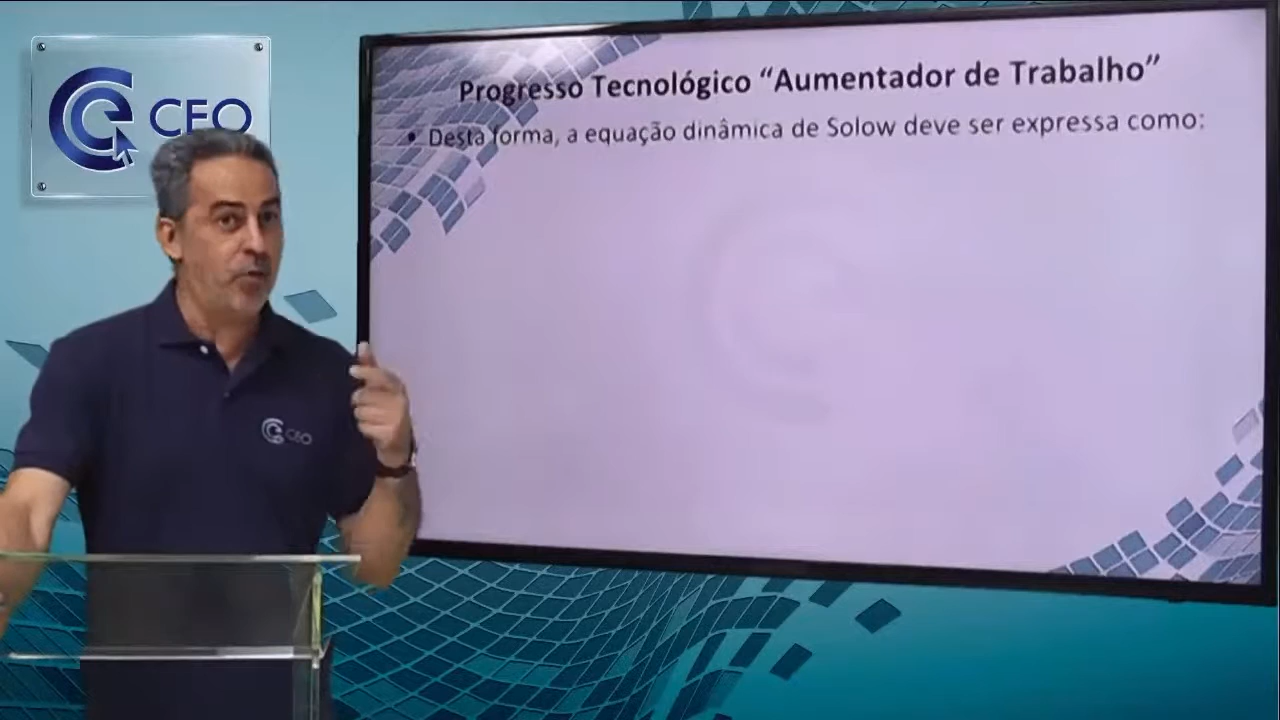 CEO
Progresso Tecnológico “Aumentador de Trabalho”
• Desta forma, a equação dinâmica de Solow deve ser expressa como:
CEO